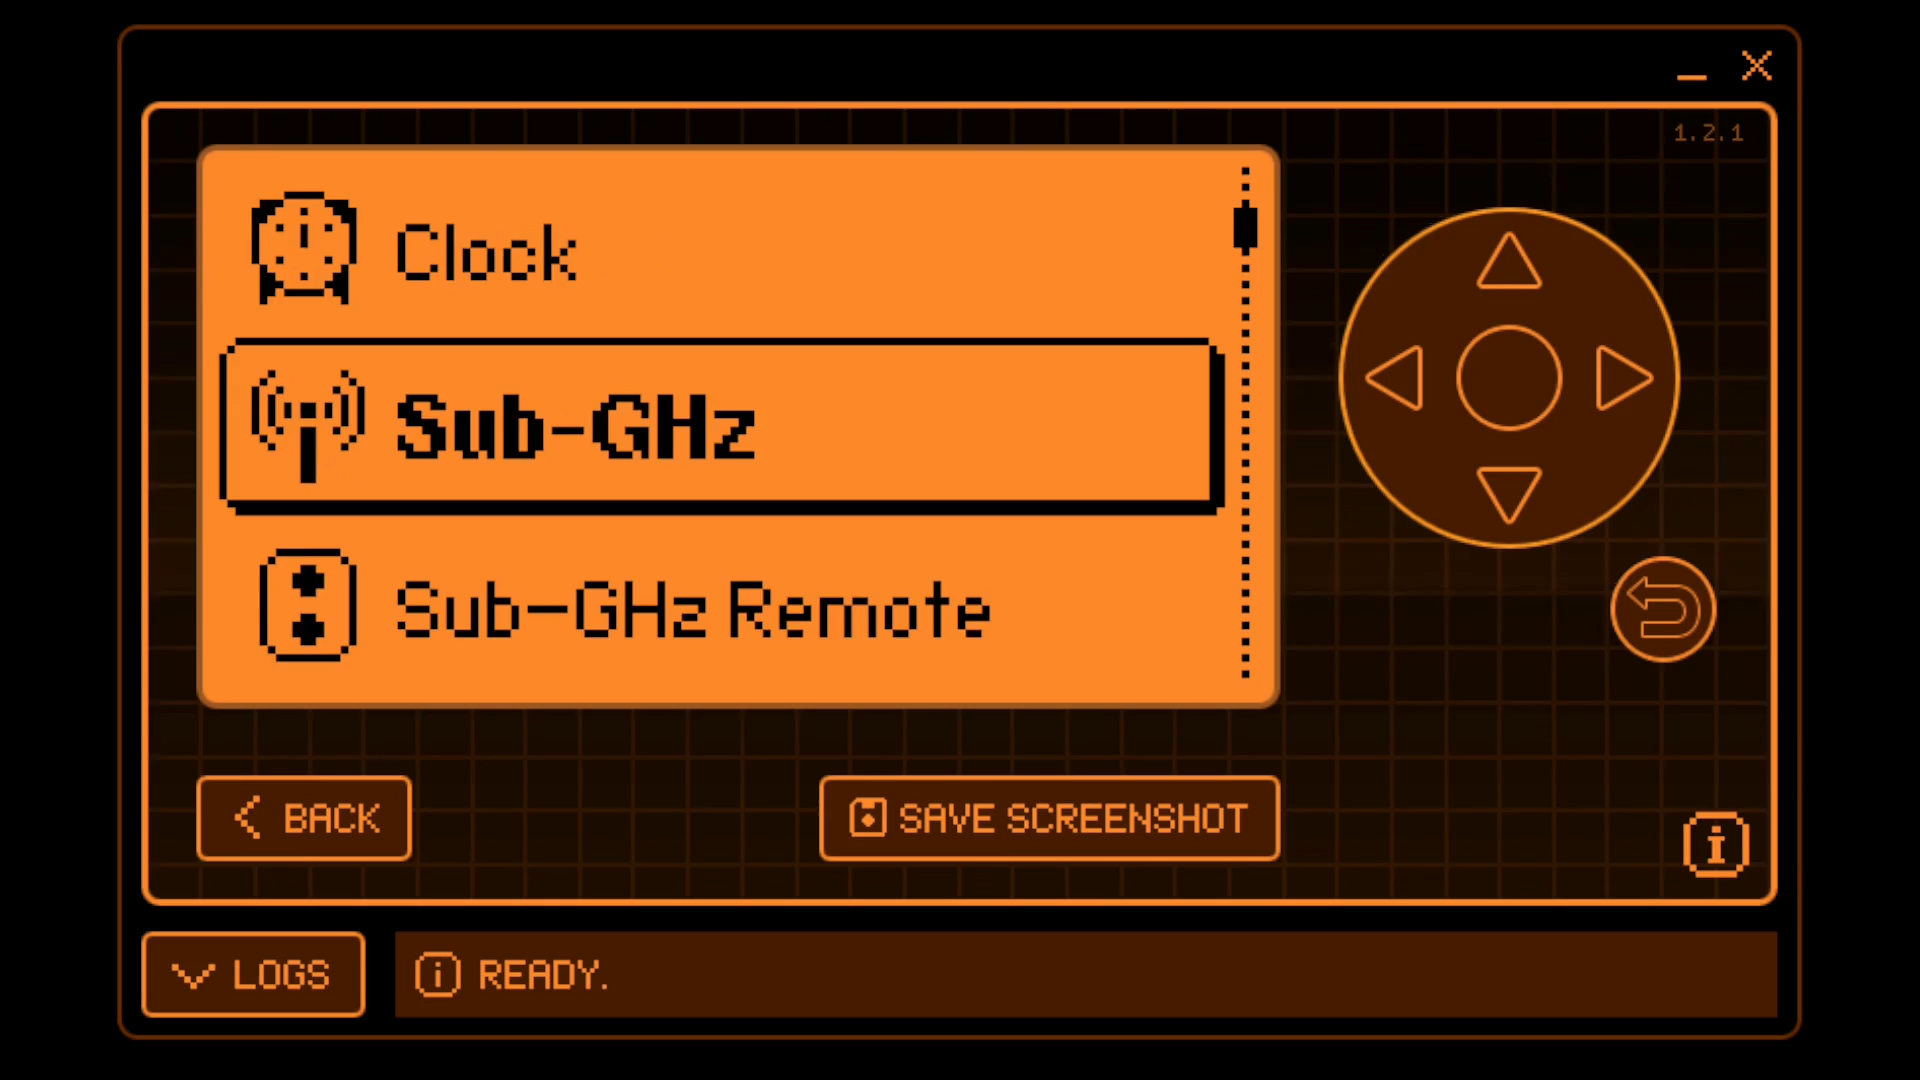 1.2.1
Clock
Sub-GHz
Sub-GHz Remote
BACK
SAVE SCREENSHOT
LOGS
READY.